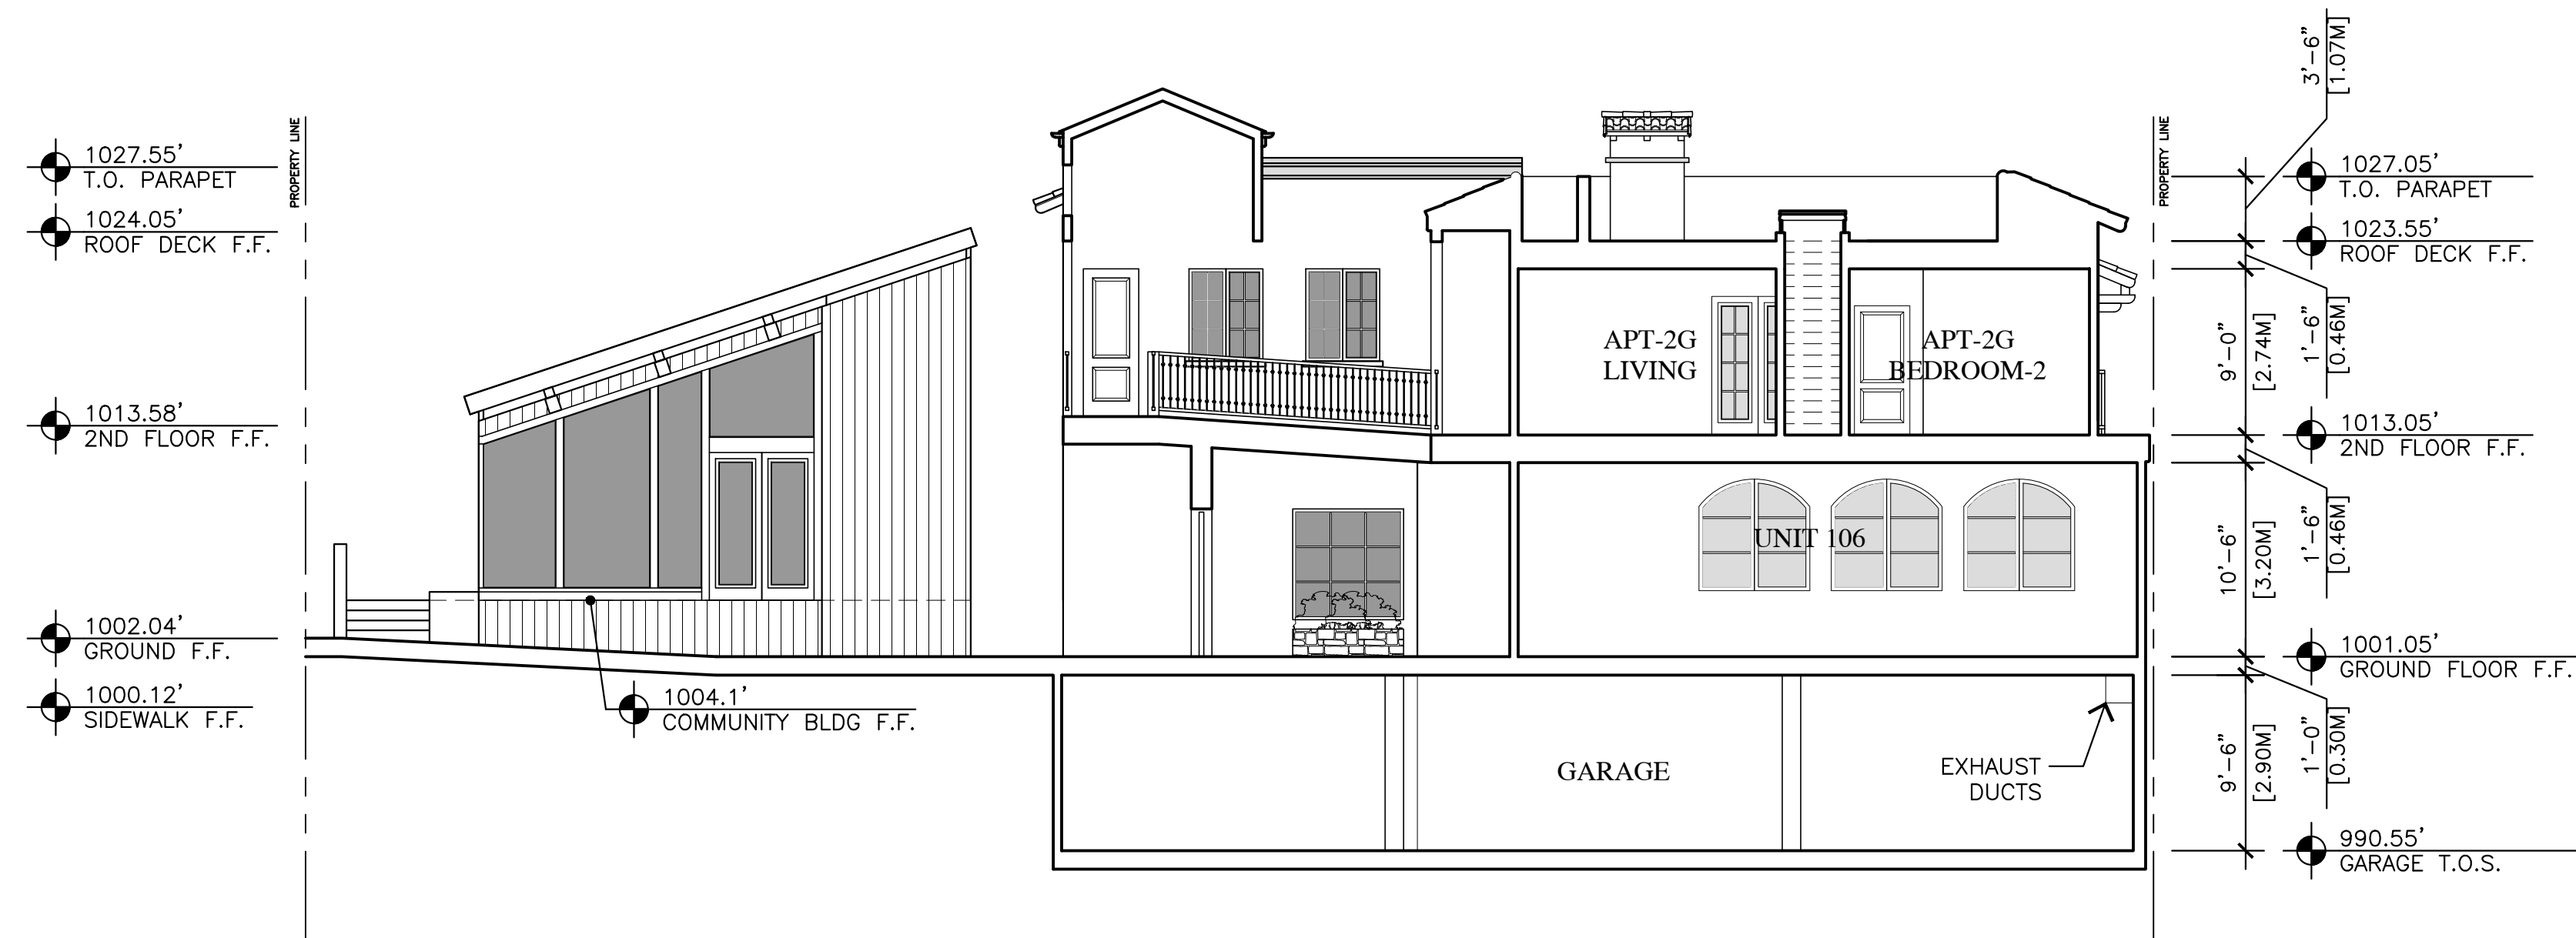 1027.55'
T.O. PARAPET
1024.05'
ROOF DECK F.F.
1013.58'
2ND FLOOR F.F.
1002.04'
GROUND F.F.
1000.12'
SIDEWALK F.F.
PROPERTY LINE
1004.1'
COMMUNITY BLDG F.F.
APT-2G
LIVING
APT-2G
BEDROOM-2
UNIT 106
GARAGE
EXHAUST
DUCTS
PROPERTY LINE
3'-6"
[1.07M]
9'-0"
[2.74M]
1'-6"
[0.46M]
10'-6"
[3.20M]
1'-6"
[0.46M]
9'-6"
[2.90M]
1'-0"
[0.30M]
1027.05'
T.O. PARAPET
1023.55'
ROOF DECK F.F.
1013.05'
2ND FLOOR F.F.
1001.05'
GROUND FLOOR F.F.
990.55'
GARAGE T.O.S.